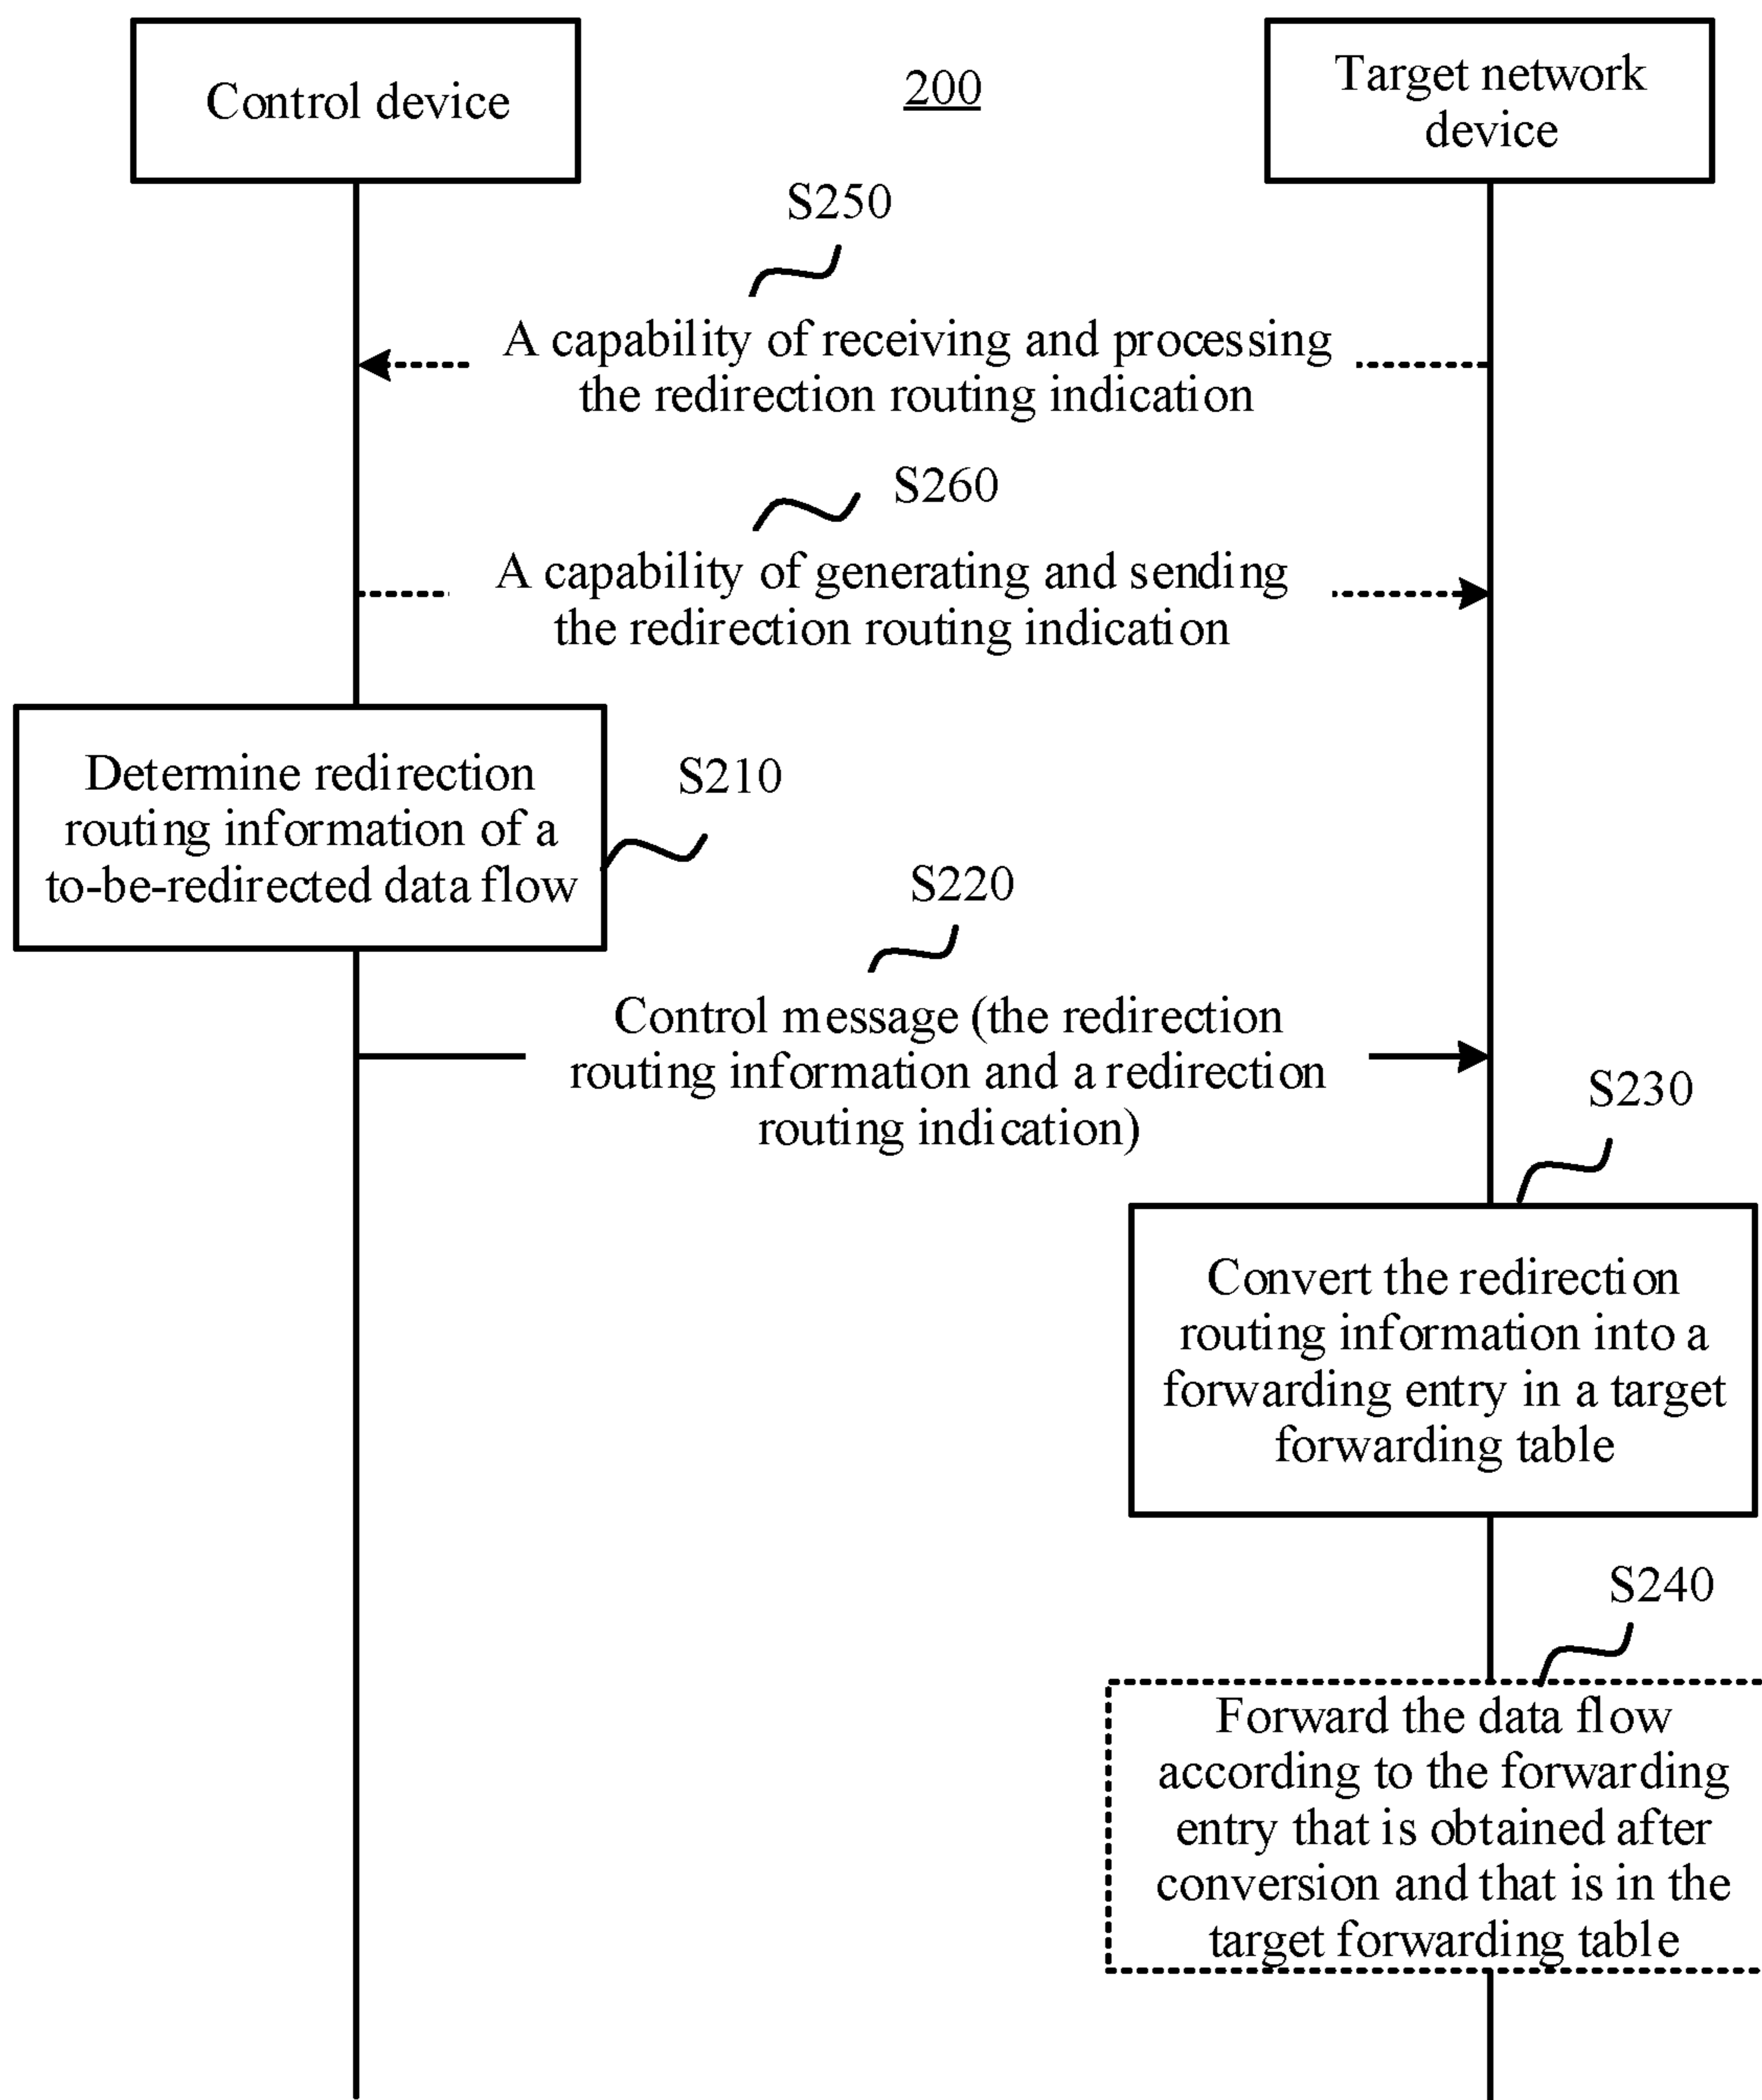 Control device
200
Target network
device
S250
A capability of receiving and processing
the redirection routing indication
S260
A capability of generating and sending
the redirection routing indication
Determine redirection
routing information of a
to-be-redirected data flow
S210
S220
Control message (the redirection
routing information and a redirection
routing indication)
S230
Convert the redirection
routing information into a
forwarding entry in a target
forwarding table
S240
Forward the data flow
according to the forwarding
entry that is obtained after
conversion and that is in the
target forwarding table